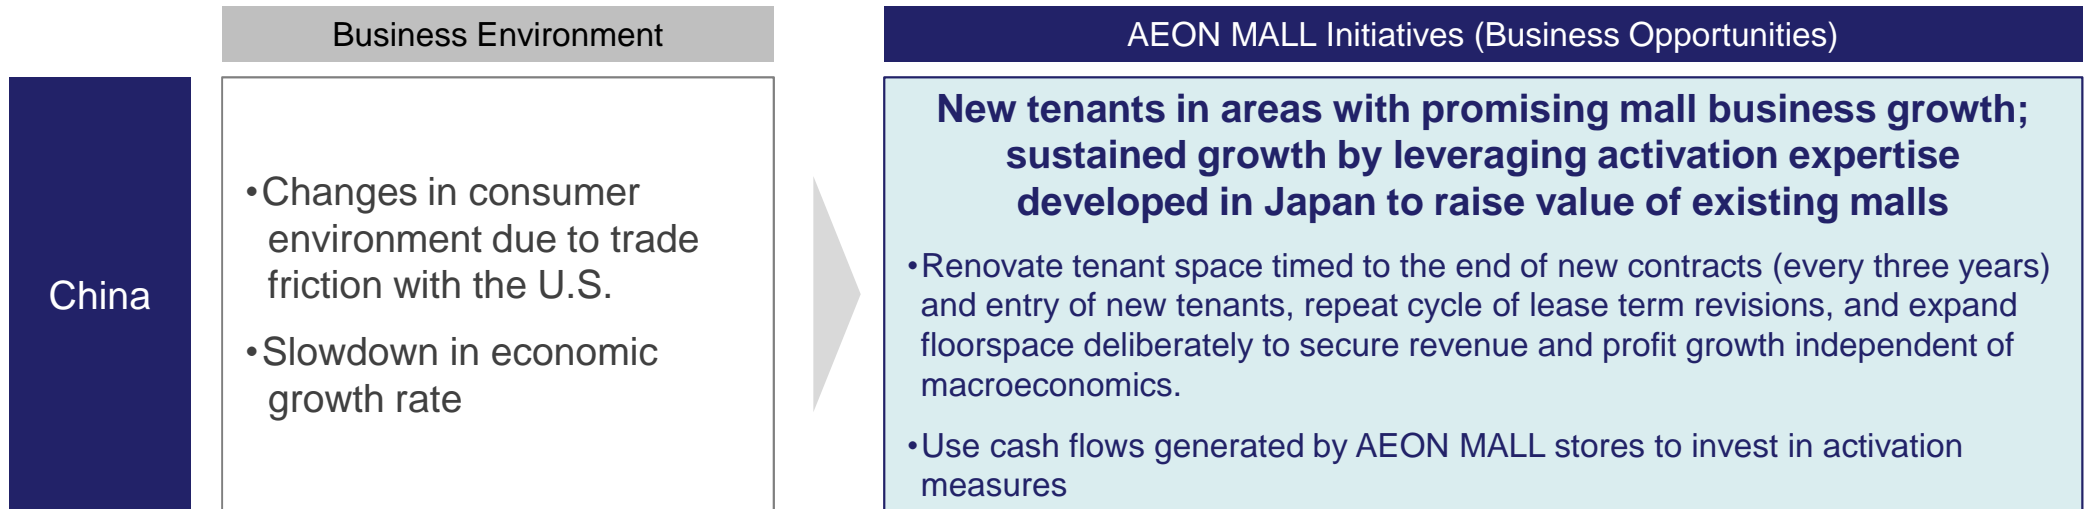 Business Environment
AEON MALL Initiatives (Business Opportunities)
China
•Changes in consumer
environment due to trade
friction with the U.S.
•Slowdown in economic
growth rate
New tenants in areas with promising mall business growth;
sustained growth by leveraging activation expertise
developed in Japan to raise value of existing malls
•Renovate tenant space timed to the end of new contracts (every three years)
and entry of new tenants, repeat cycle of lease term revisions, and expand
floorspace deliberately to secure revenue and profit growth independent of
macroeconomics.
•Use cash flows generated by AEON MALL stores to invest in activation
measures